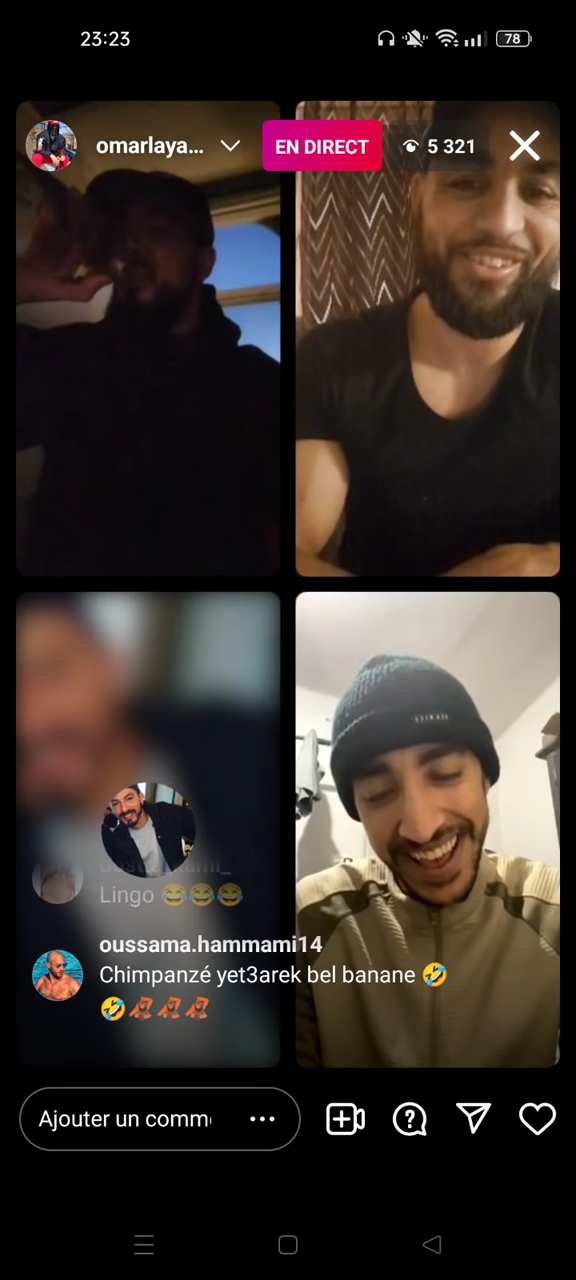 23:23
78
omarlaya...
EN DIRECT
5 321
Lingo 😂😂😂
oussama.hammami14
Chimpanzé yet3arek bel banane 🤣
🤣🦧🦧🦧
Ajouter un comm